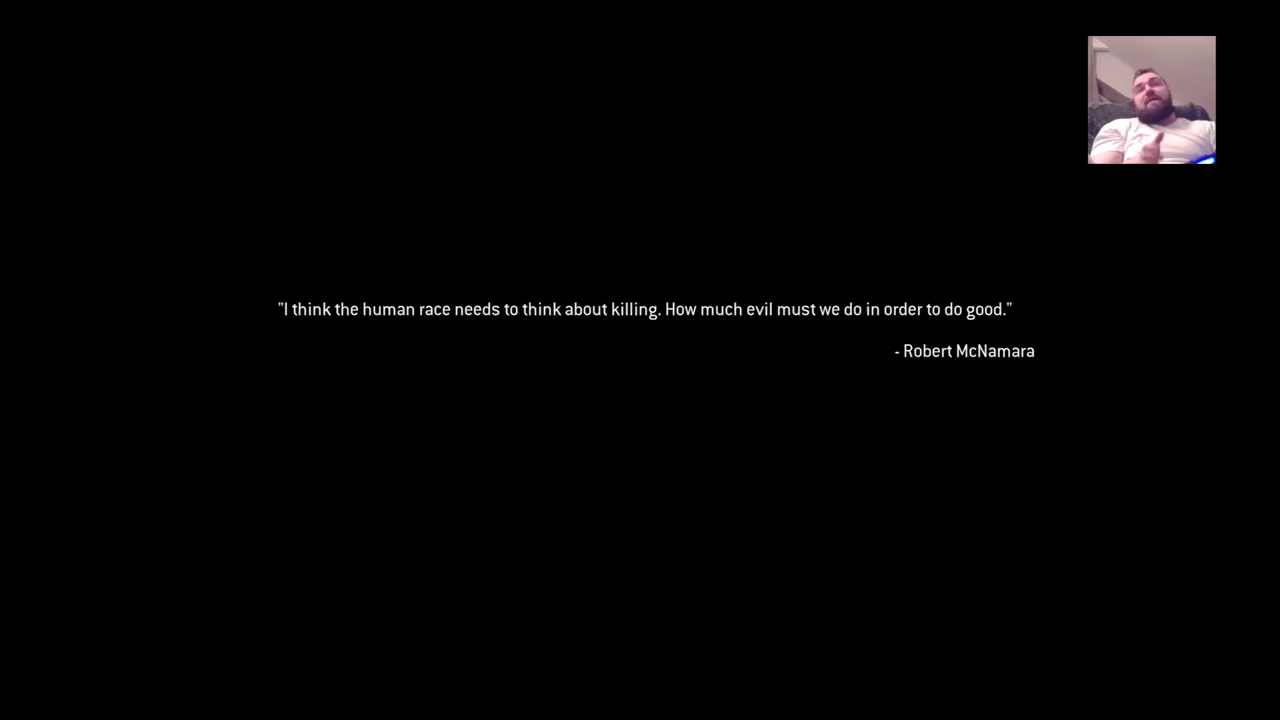 "I think the human race needs to think about killing. How much evil must we do in order to do good."
- Robert McNamara